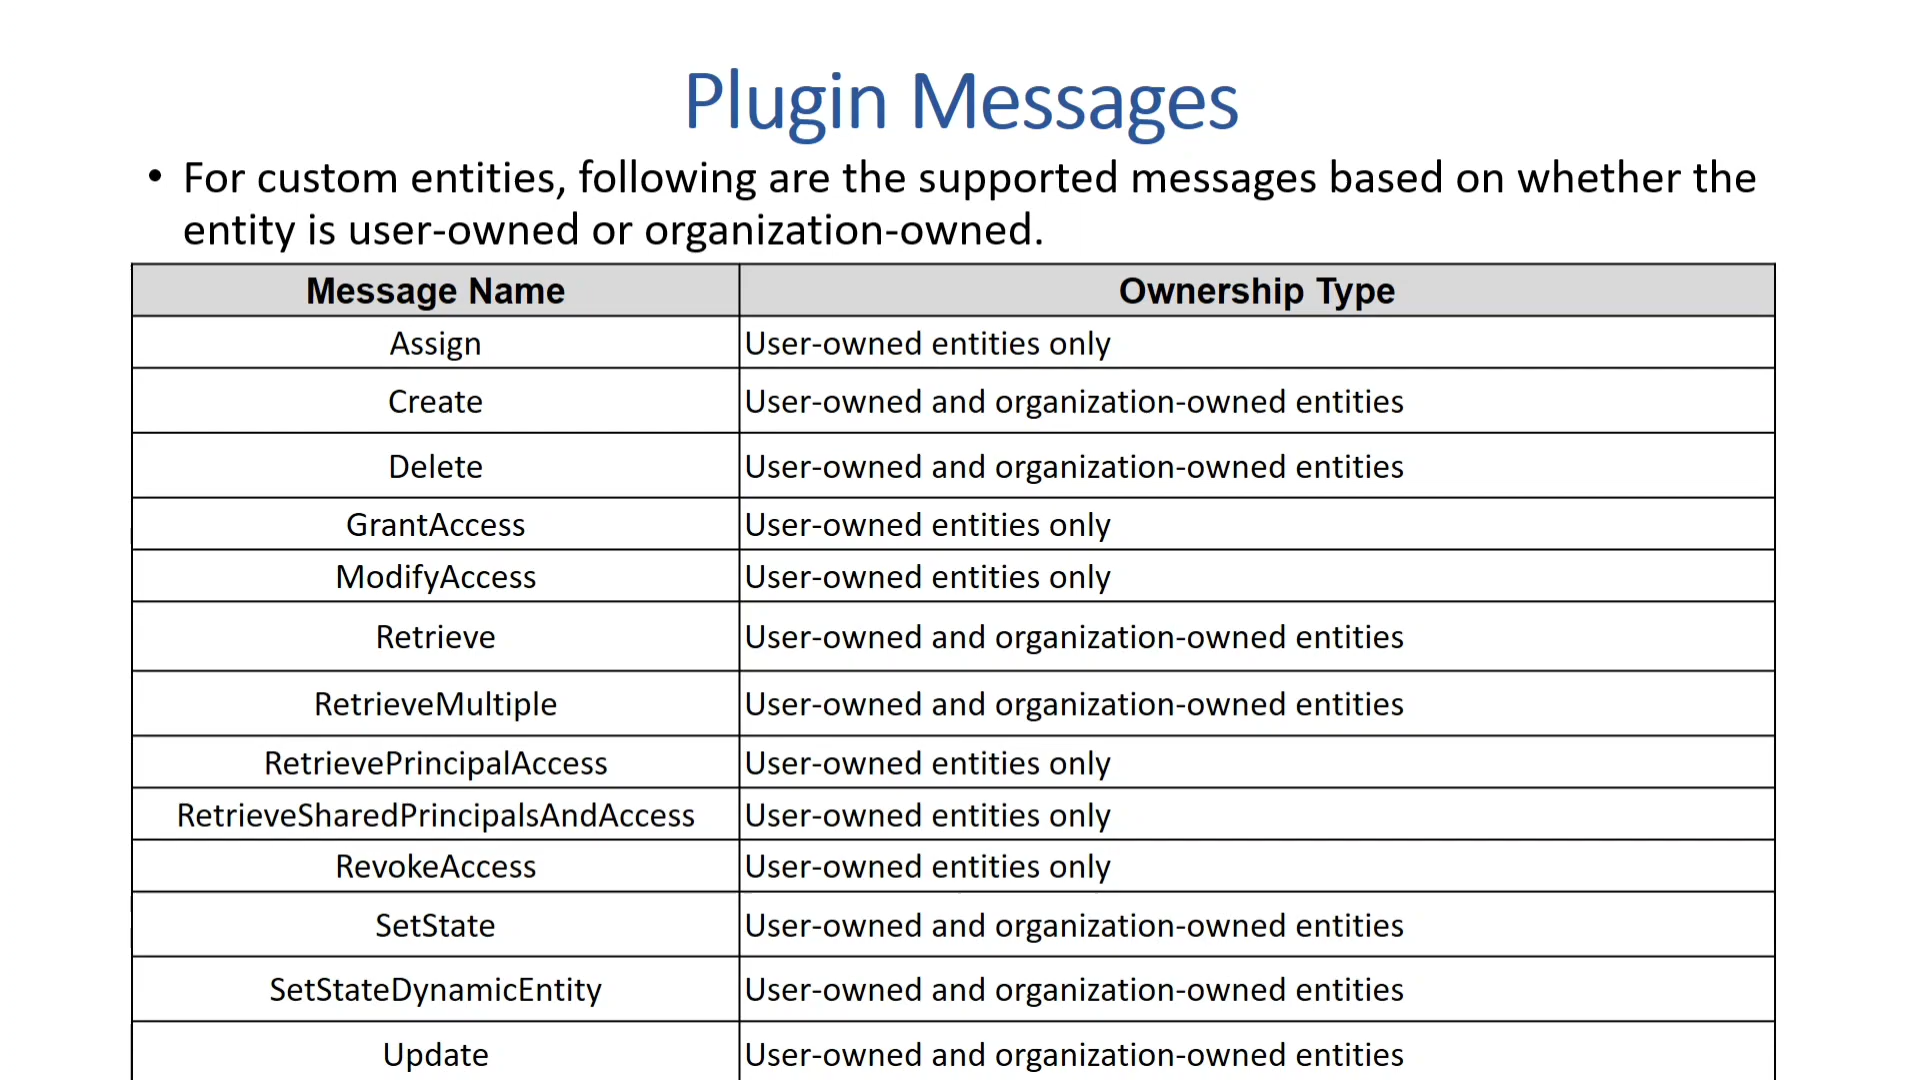 Plugin Messages
• For custom entities, following are the supported messages based on whether the
entity is user-owned or organization-owned.
Message Name Ownership Type
Assign User-owned entities only
Create User-owned and organization-owned entities
Delete User-owned and organization-owned entities
GrantAccess User-owned entities only
ModifyAccess User-owned entities only
Retrieve User-owned and organization-owned entities
RetrieveMultiple User-owned and organization-owned entities
RetrievePrincipalAccess User-owned entities only
RetrieveSharedPrincipalsAndAccess User-owned entities only
RevokeAccess User-owned entities only
SetState User-owned and organization-owned entities
SetStateDynamicEntity User-owned and organization-owned entities
Update User-owned and organization-owned entities